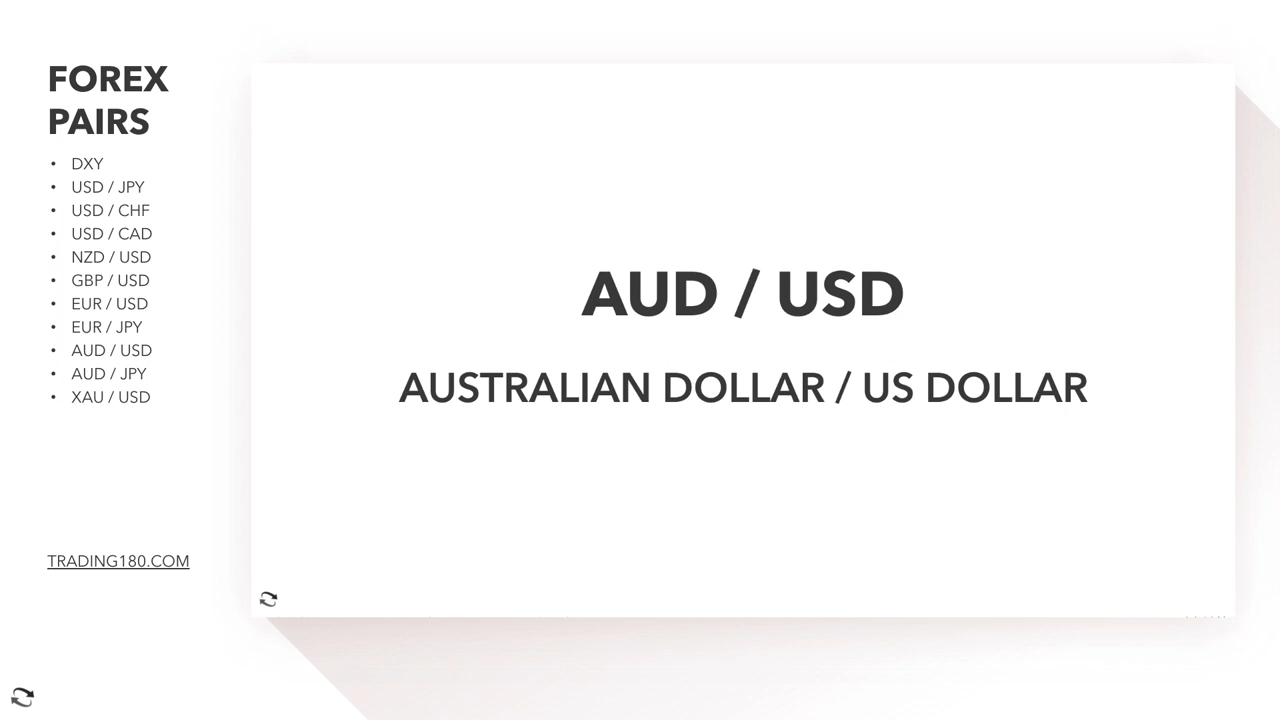 FOREX
PAIRS
• DXY
• USD / JPY
• USD / CHF
• USD / CAD
• NZD / USD
• GBP / USD
• EUR / USD
• EUR / JPY
• AUD / USD
• AUD / JPY
• XAU / USD
TRADING180.COM
AUD / USD
AUSTRALIAN DOLLAR / US DOLLAR